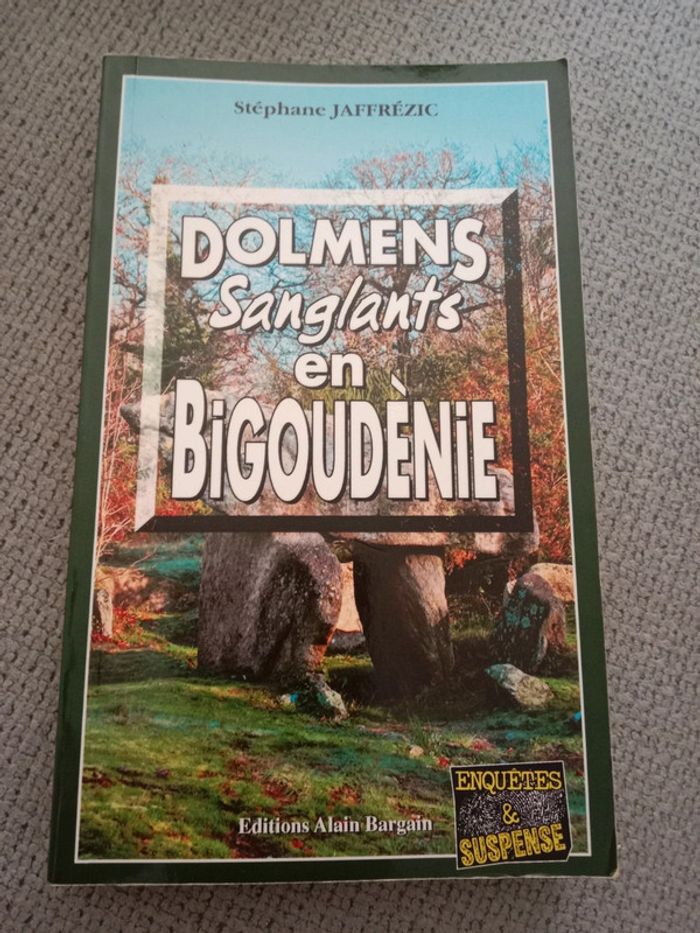 Stéphane JAFFRÉZIC
DOLMENS
Sanglants
en
BiGOUDÈNiE
Editions Alain Bargain
ENQUÊTES
&
SUSPENSE